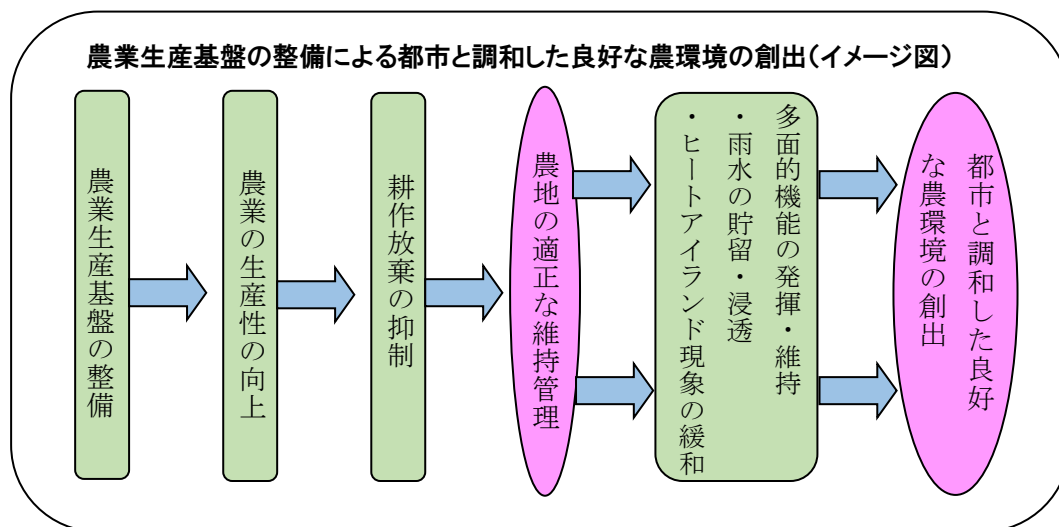 農業生産基盤の整備による都市と調和した良好な農環境の創出(イメージ図)
農業生産基盤の整備
農業の生産性の向上
耕作放棄の抑制
農地の適正な維持管理
多面的機能の発揮・維持
・雨水の貯留・浸透
・ヒートアイランド現象の緩和
都市と調和した良好
な農環境の創出